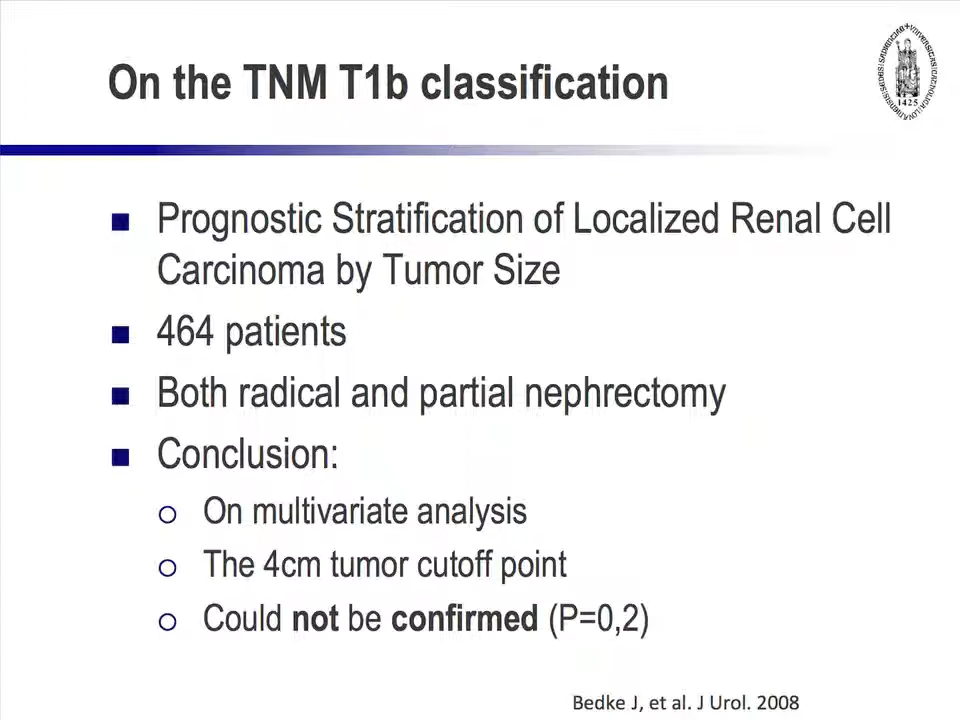 On the TNM T1b classification
1425
Prognostic Stratification of Localized Renal Cell
Carcinoma by Tumor Size
464 patients
Both radical and partial nephrectomy
Conclusion:
On multivariate analysis
The 4cm tumor cutoff point
Could not be confirmed (P=0,2)
Bedke J, et al. J Urol. 2008